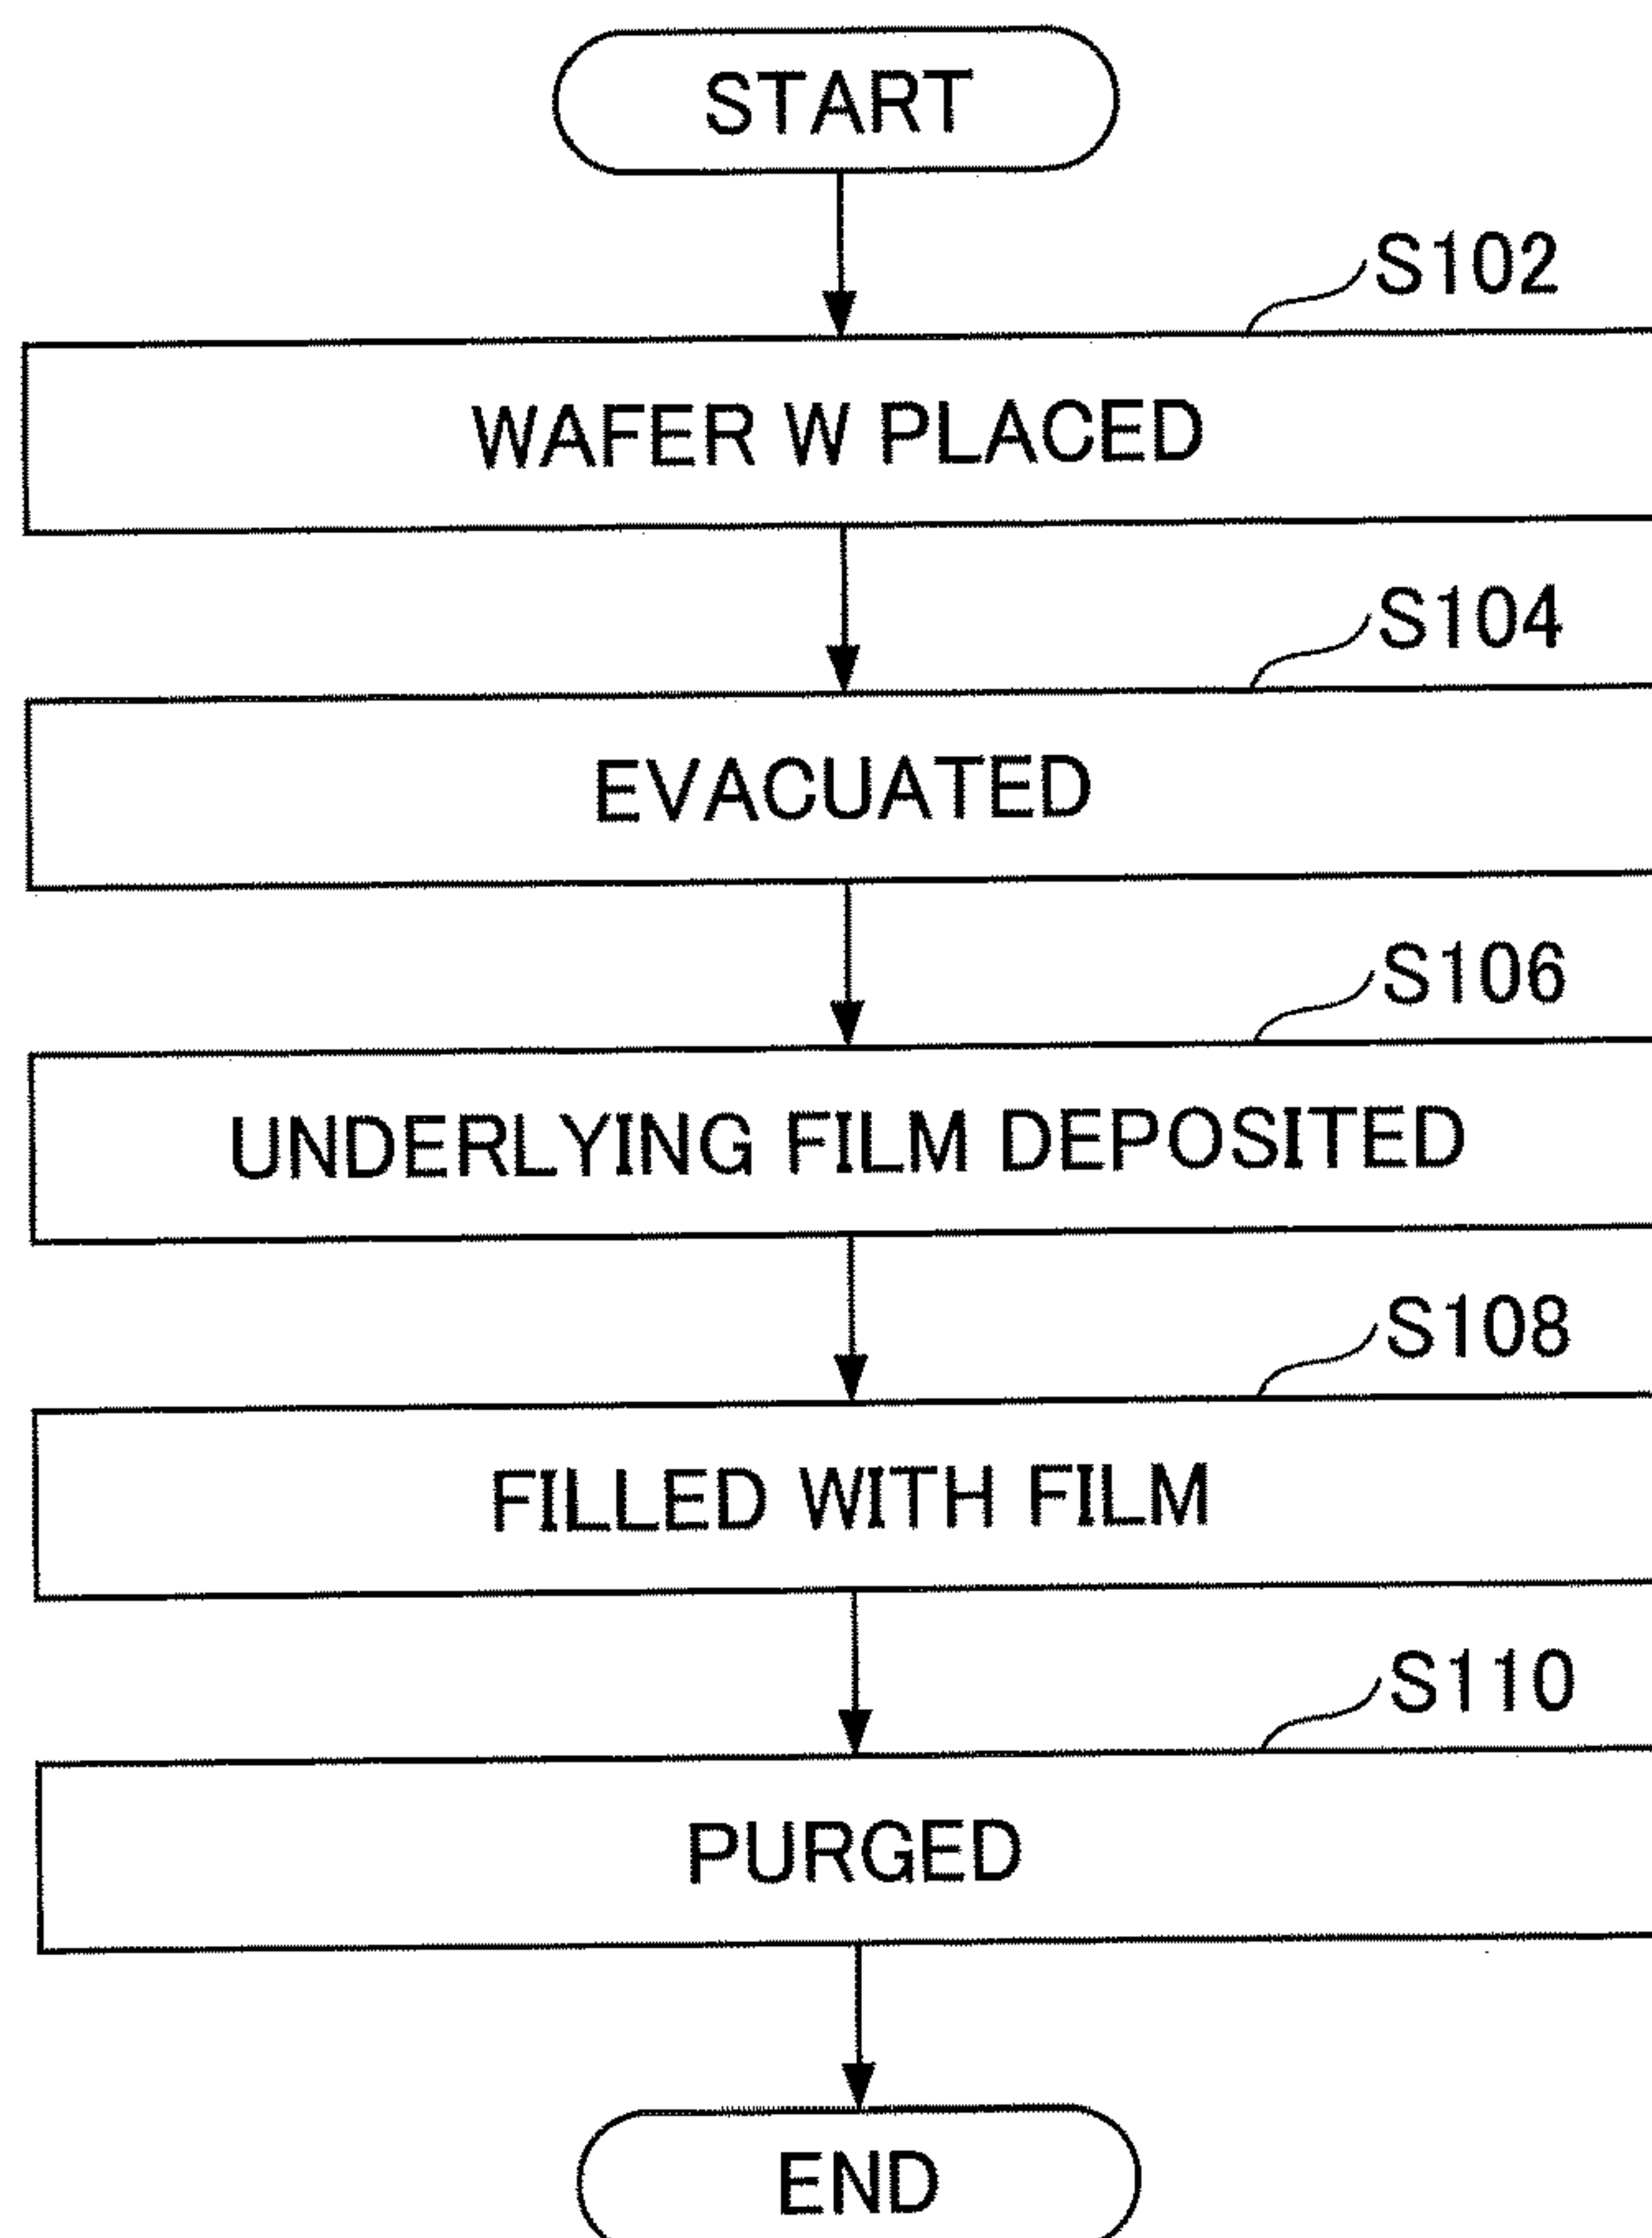 START
S102
WAFER W PLACED
S104
EVACUATED
S106
UNDERLYING FILM DEPOSITED
S108
FILLED WITH FILM
S110
PURGED
END